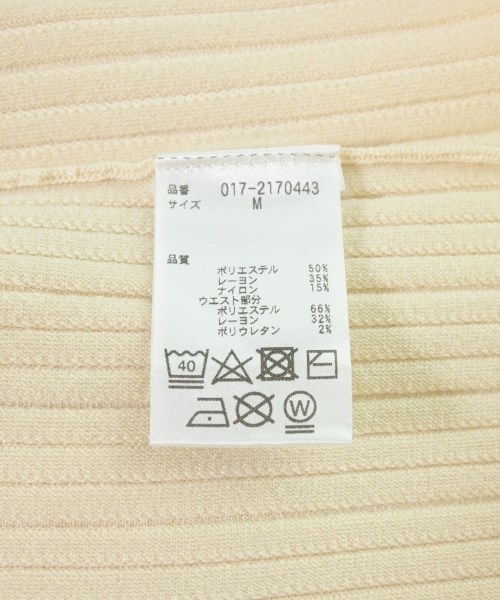 品番 017-2170443
サイズ M
品質
ポリエステル 50%
レーヨン 35%
ナイロン 15%
ウエスト部分
ポリエステル 66%
レーヨン 32%
ポリウレタン 2%
40
W